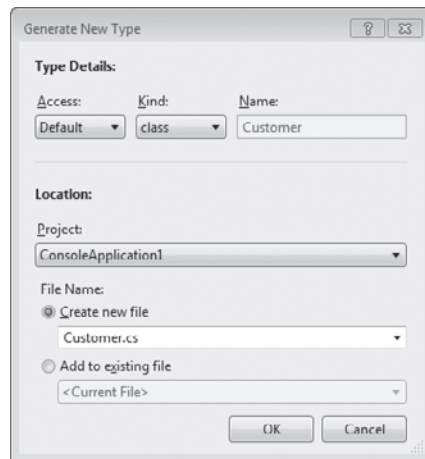 Generate New Type
Type Details:
Access: Kind: Name:
Default class Customer
Location:
Project:
ConsoleApplication1
File Name:
Create new file
Customer.cs
Add to existing file
<Current File>
OK Cancel